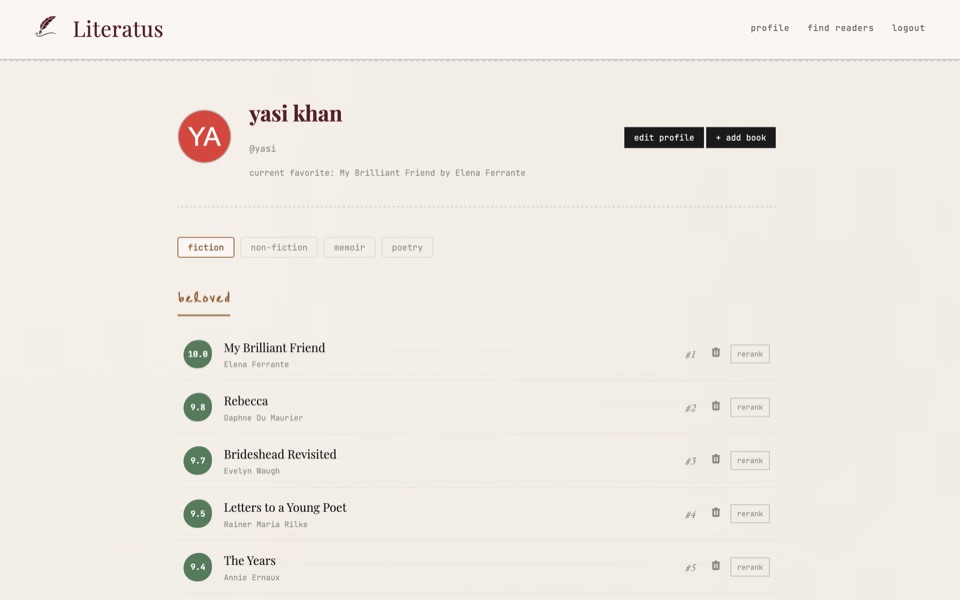 Literatus
profile find readers logout
YA
yasi khan
@yasi
current favorite: My Brilliant Friend by Elena Ferrante
edit profile + add book
fiction non-fiction memoir poetry
beloved
10.0 My Brilliant Friend #1 rerank
Elena Ferrante
9.8 Rebecca #2 rerank
Daphne Du Maurier
9.7 Brideshead Revisited #3 rerank
Evelyn Waugh
9.5 Letters to a Young Poet #4 rerank
Rainer Maria Rilke
9.4 The Years #5 rerank
Annie Ernaux